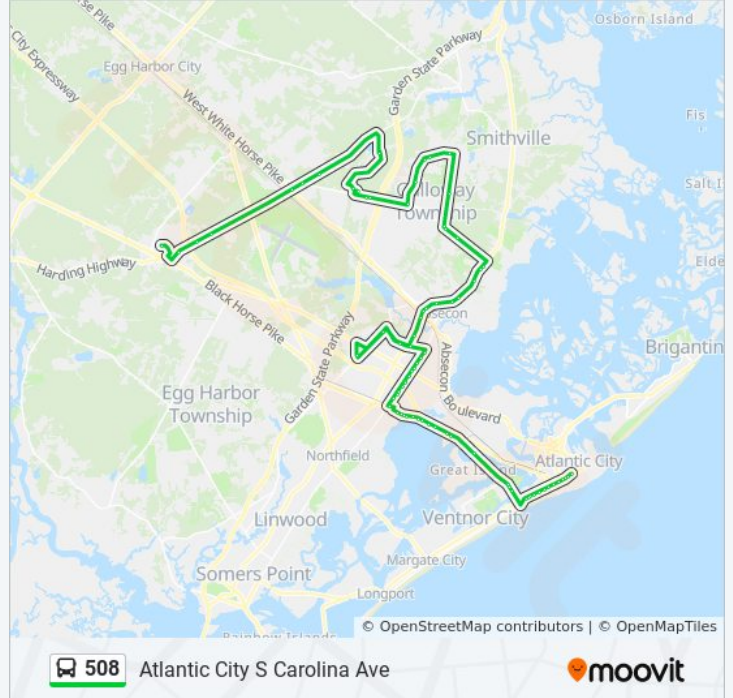 Osborn Island
Horse Pike
Garden State Parkway
City Expressway
Egg Harbor City
West White Horse Pike
Fis
Smithville
Salt I
Galloway
Township
Harding Highway
Elde
Black Horse Pike
Garden State Parkway
Absecon
Absecon Boulevard
Brigantin
Egg Harbor
Township
Northfield
Great Island
Atlantic City
Linwood
Ventnor City
Margate City
Somers Point
Longport
© OpenStreetMap contributors | © OpenMapTiles
508 Atlantic City S Carolina Ave
moovit